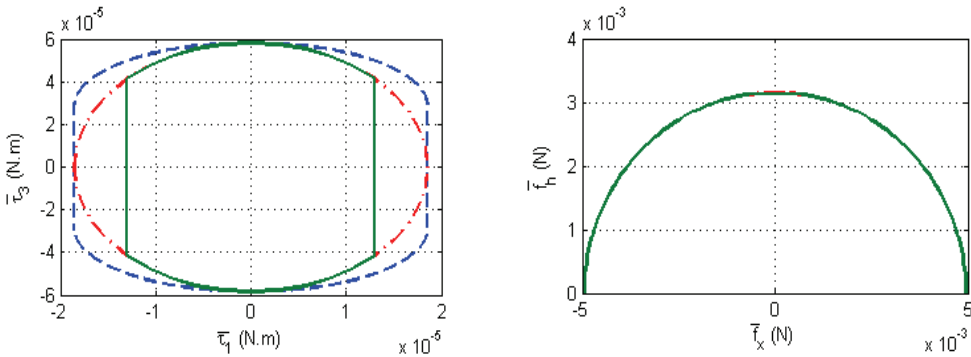 x 10⁻⁵
6
4
2
0
-2
-4
-6
τ̄₃ (N.m)
-2
-1
0
1
2
τ̄₁ (N.m)
x 10⁻⁵
x 10⁻³
4
3
2
1
0
f̄ₕ (N)
-5
0
5
f̄ₓ (N)
x 10⁻³